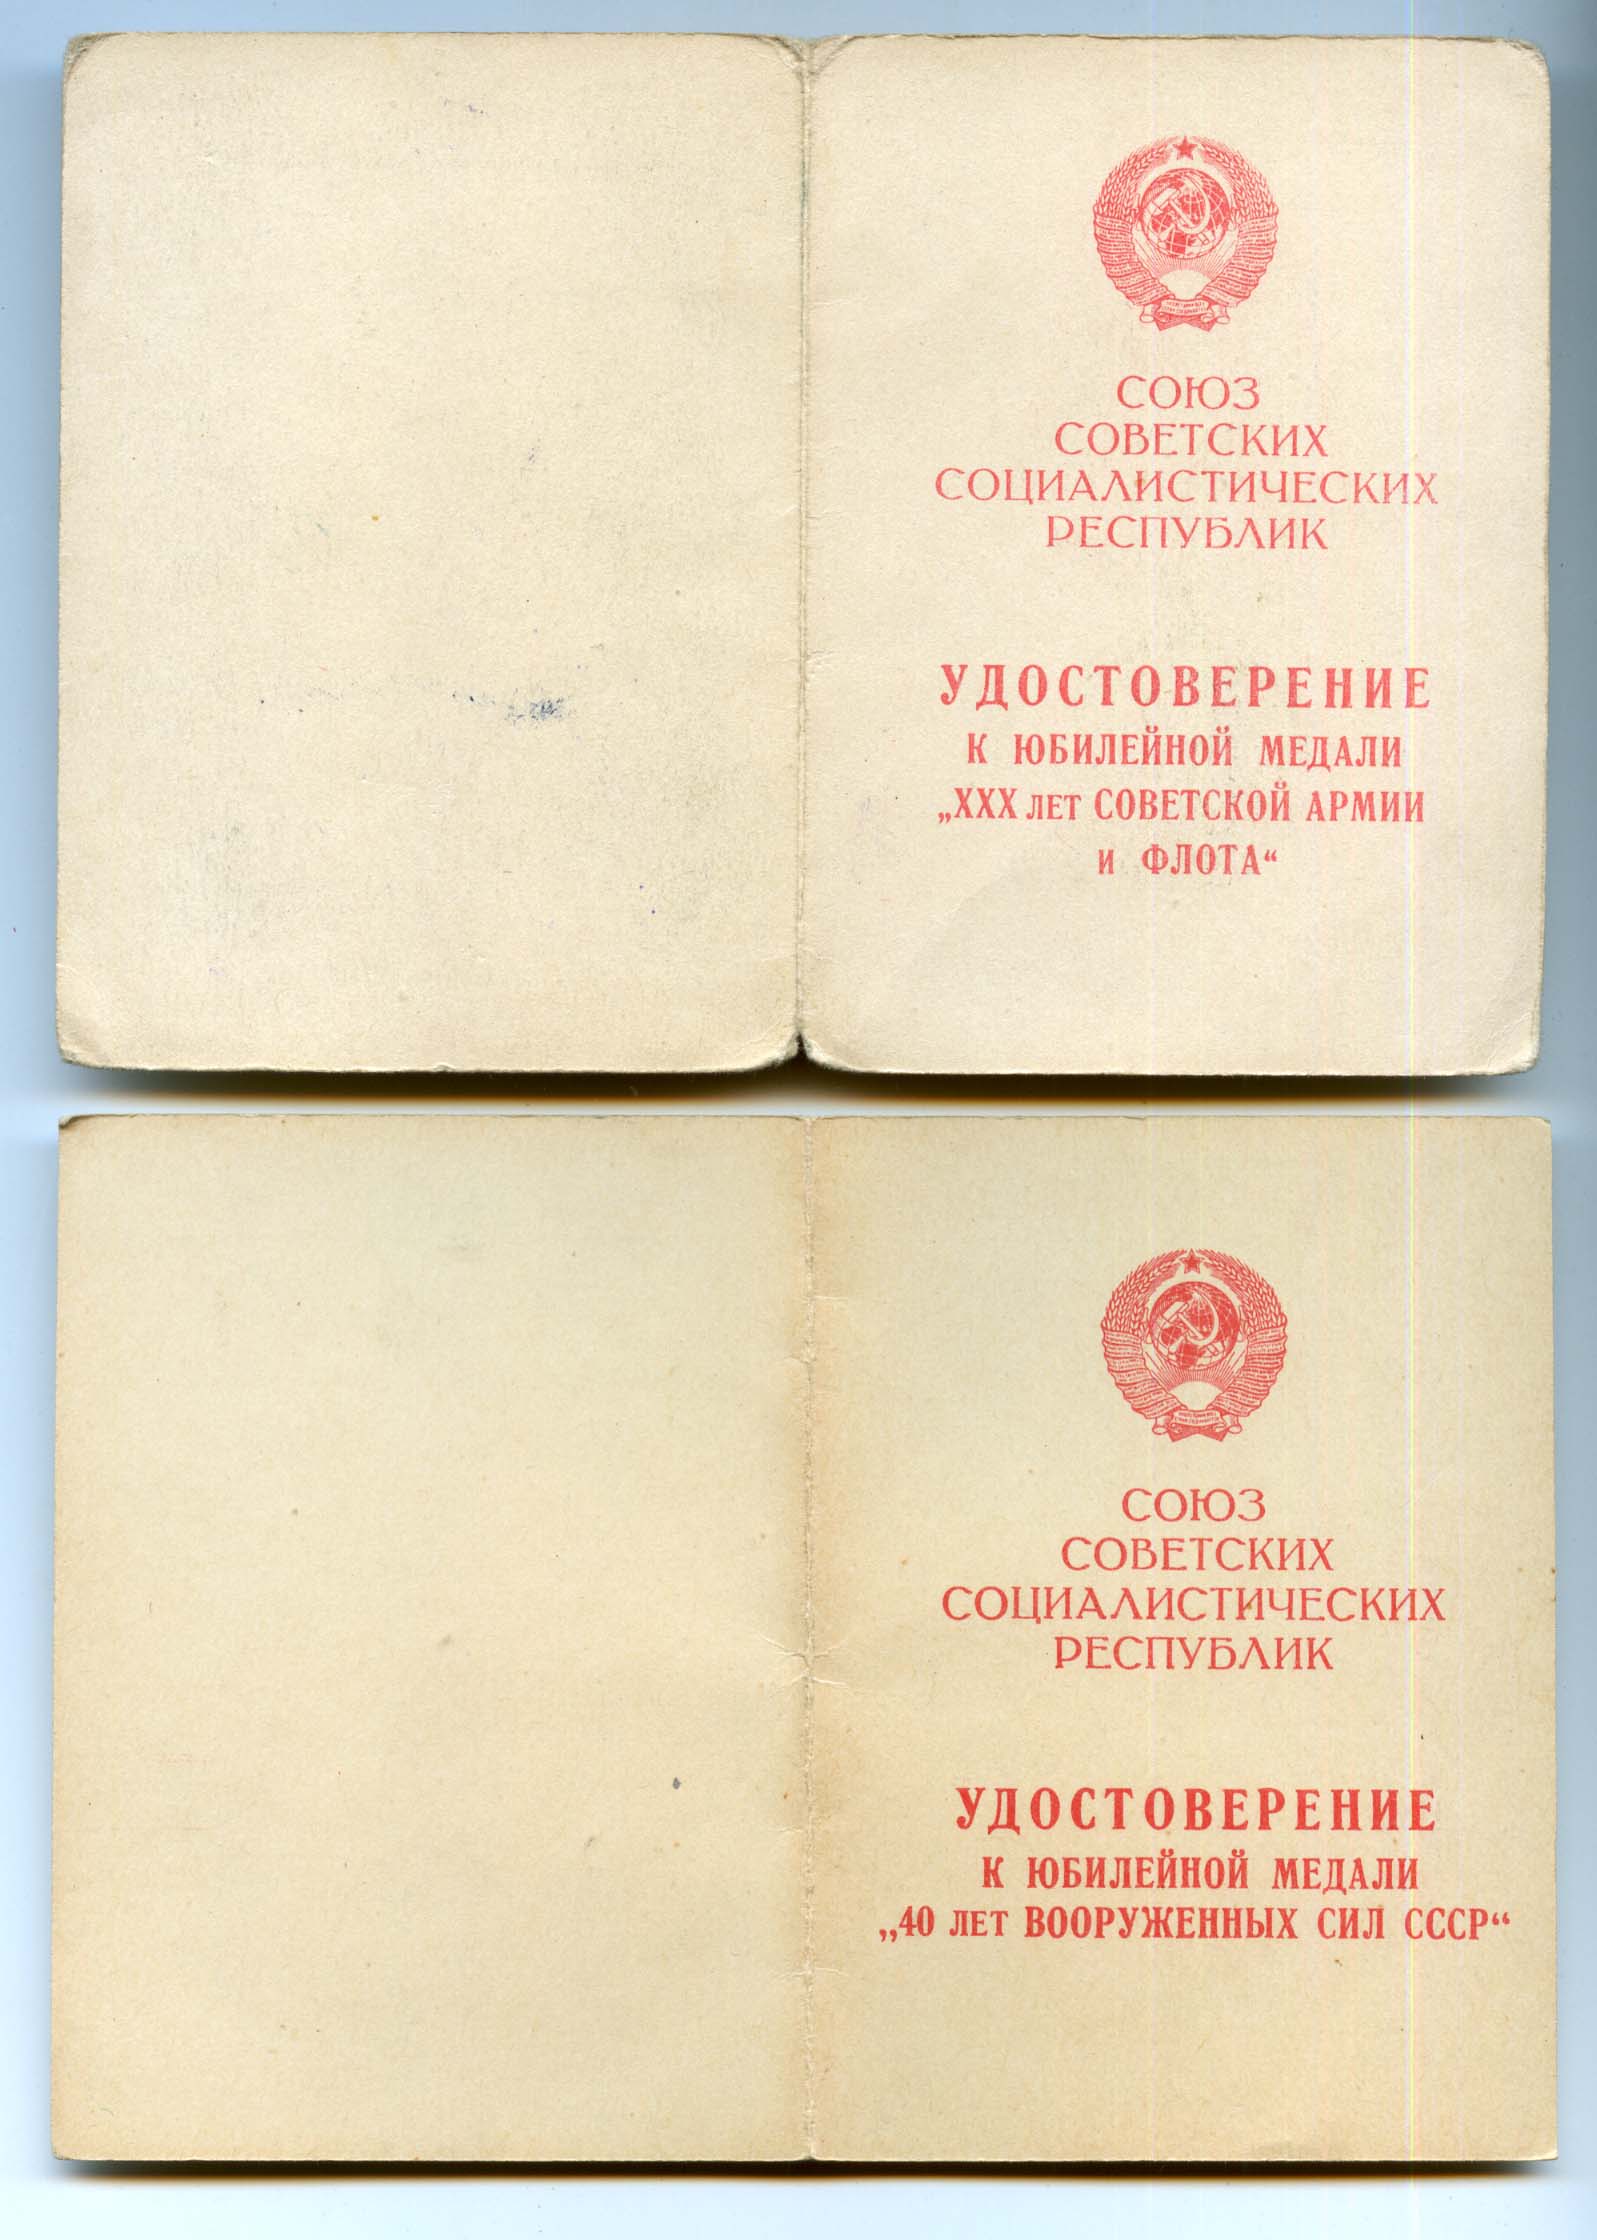 СОЮЗ
СОВЕТСКИХ
СОЦИАЛИСТИЧЕСКИХ
РЕСПУБЛИК
УДОСТОВЕРЕНИЕ
К ЮБИЛЕЙНОЙ МЕДАЛИ
„XXX ЛЕТ СОВЕТСКОЙ АРМИИ
И ФЛОТА“
СОЮЗ
СОВЕТСКИХ
СОЦИАЛИСТИЧЕСКИХ
РЕСПУБЛИК
УДОСТОВЕРЕНИЕ
К ЮБИЛЕЙНОЙ МЕДАЛИ
„40 ЛЕТ ВООРУЖЕННЫХ СИЛ СССР“